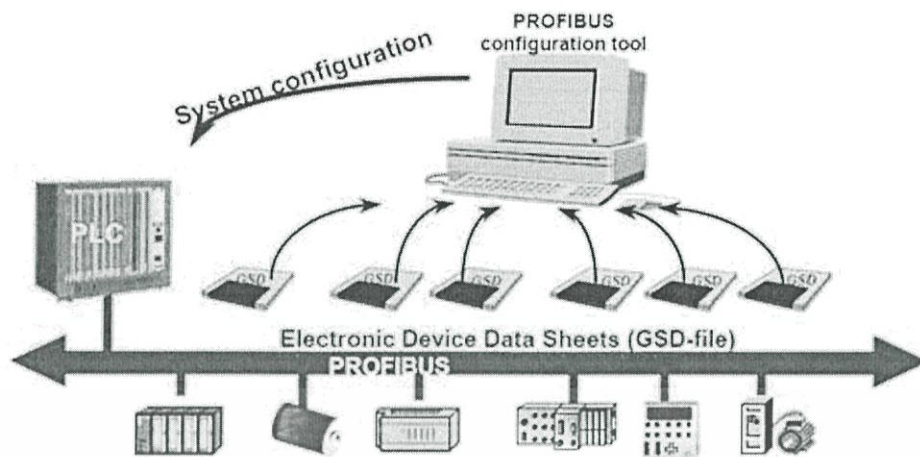 PROFIBUS
configuration tool
System configuration
PLC
GSD
GSD
GSD
GSD
GSD
GSD
Electronic Device Data Sheets (GSD-file)
PROFIBUS